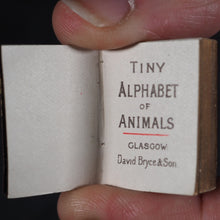 TINY
ALPHABET
OF
ANIMALS
GLASGOW
David Bryce & Son